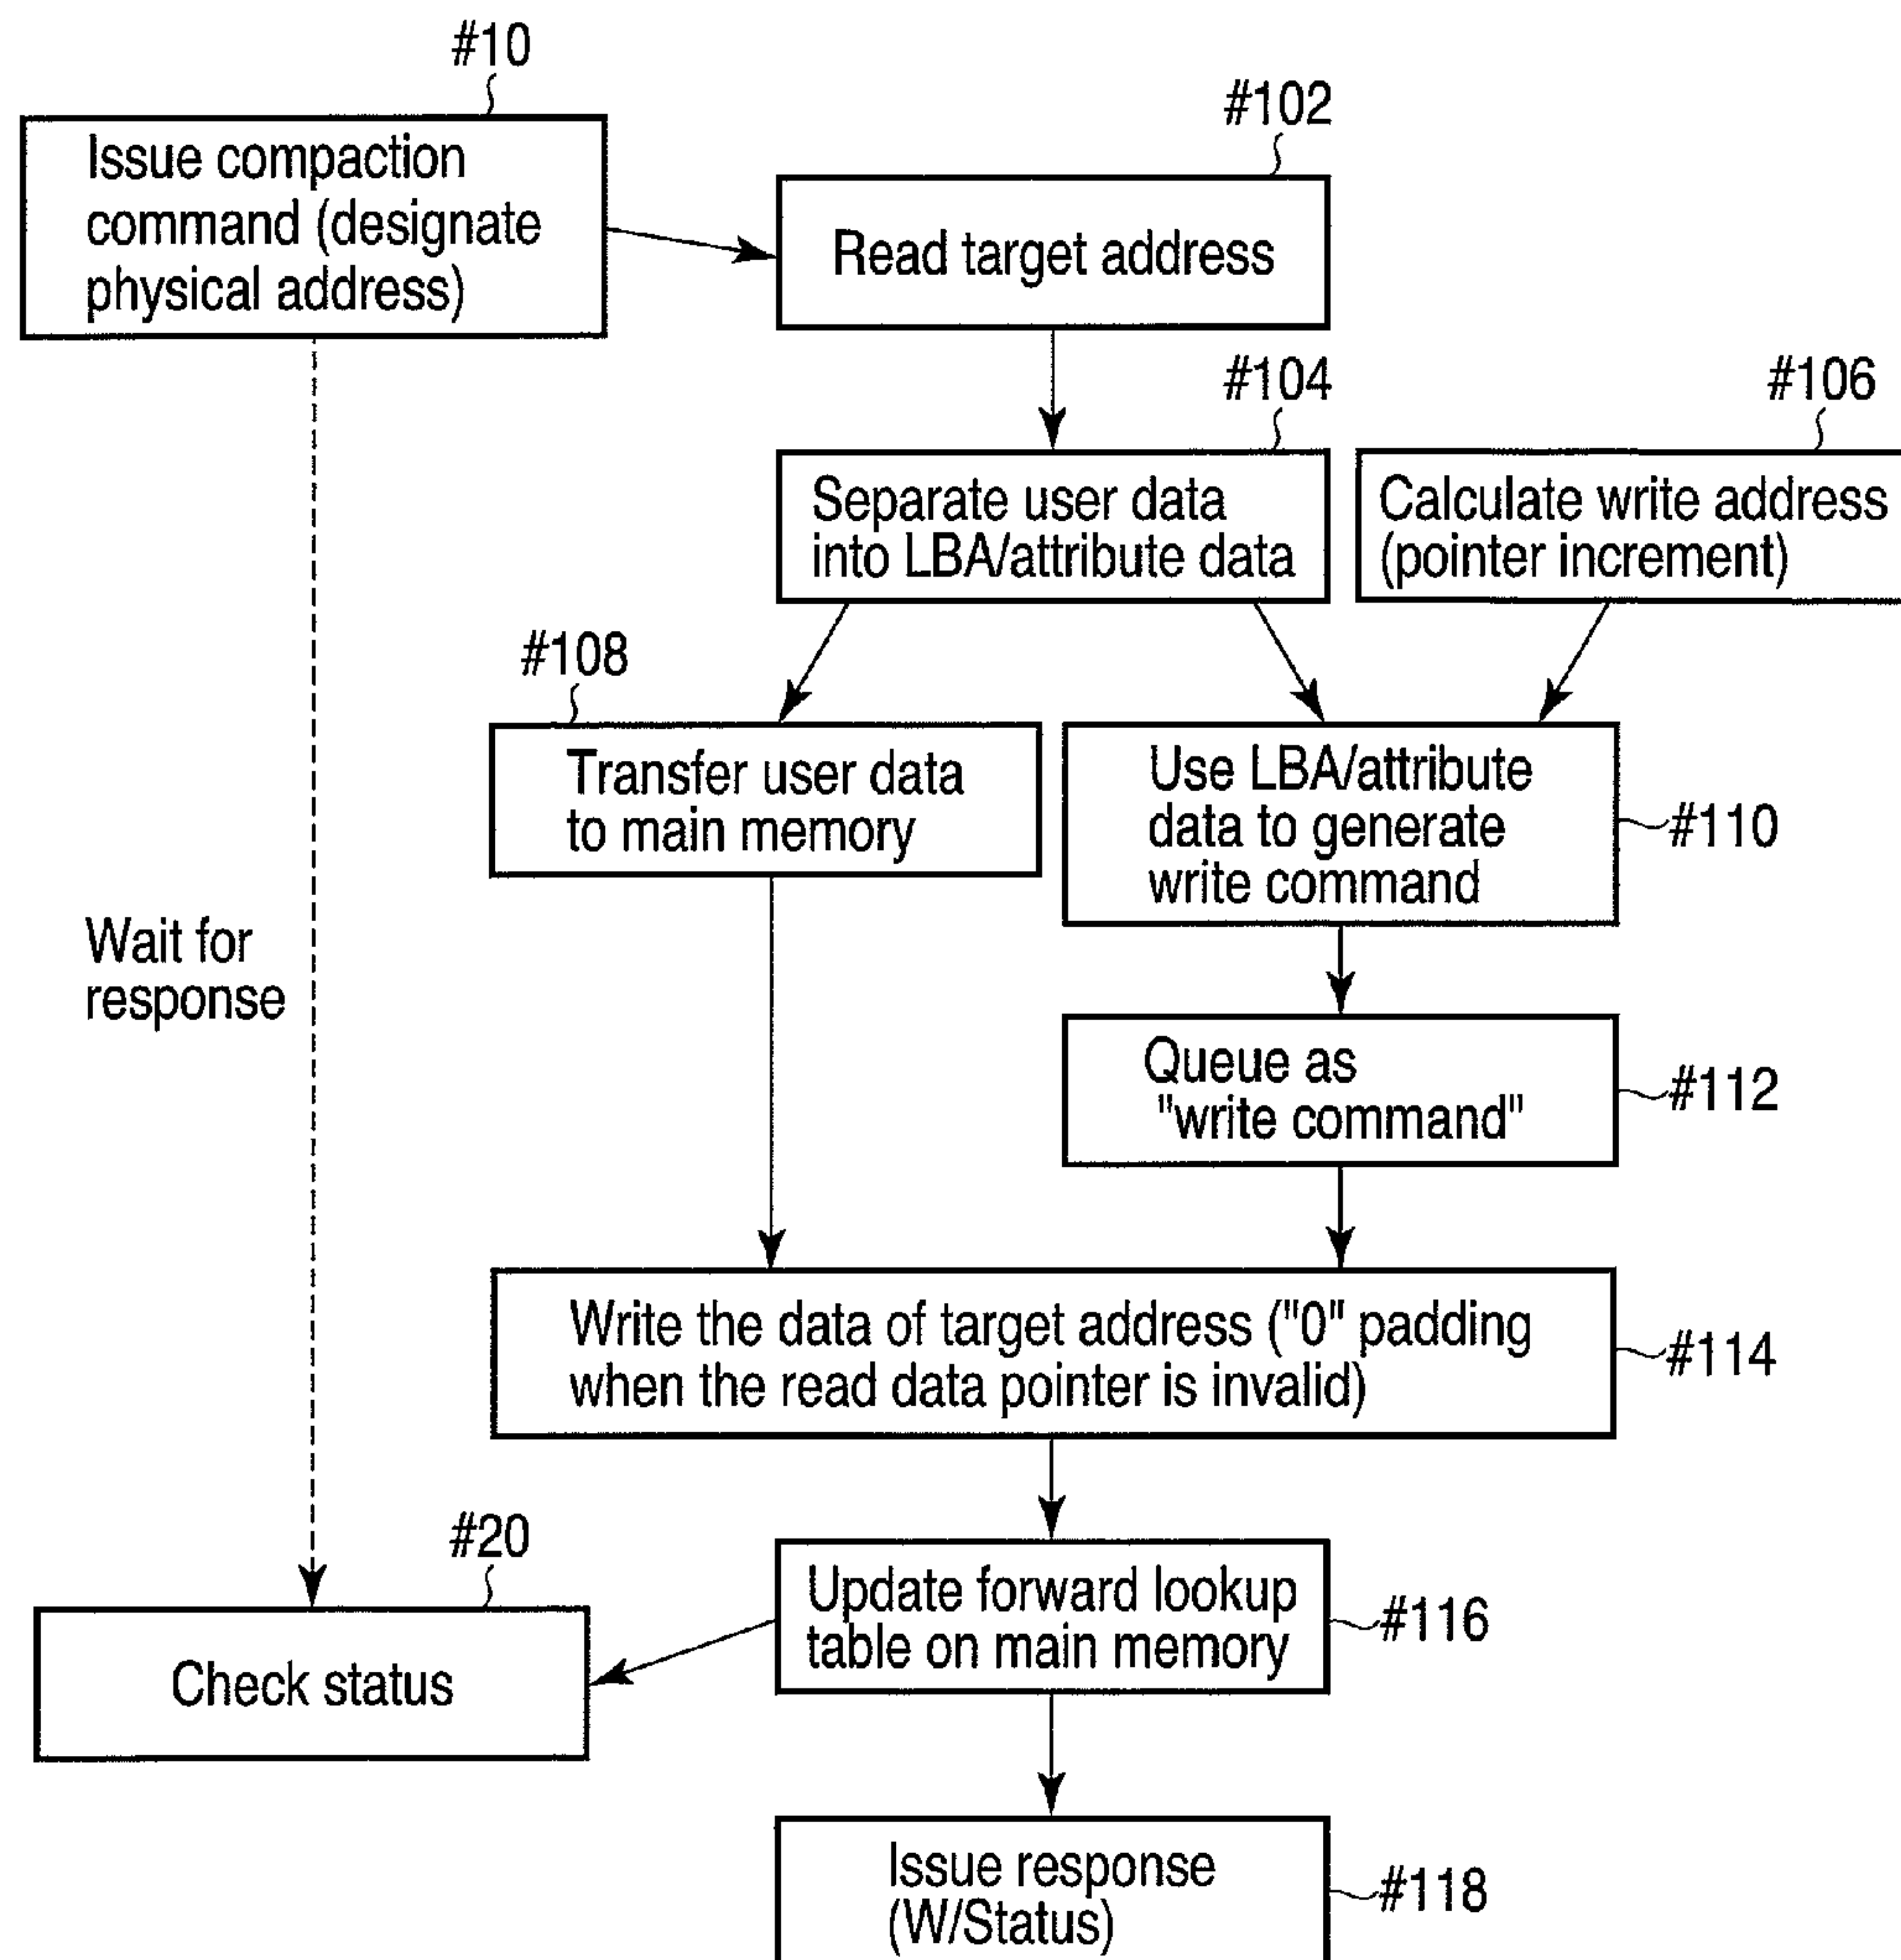 #10
Issue compaction
command (designate
physical address)
#102
Read target address
#104
Separate user data
into LBA/attribute data
#106
Calculate write address
(pointer increment)
#108
Transfer user data
to main memory
Use LBA/attribute
data to generate
write command
#110
Wait for
response
Queue as
"write command"
#112
Write the data of target address ("0" padding
when the read data pointer is invalid)
#114
#20
Check status
Update forward lookup
table on main memory
#116
Issue response
(W/Status)
#118